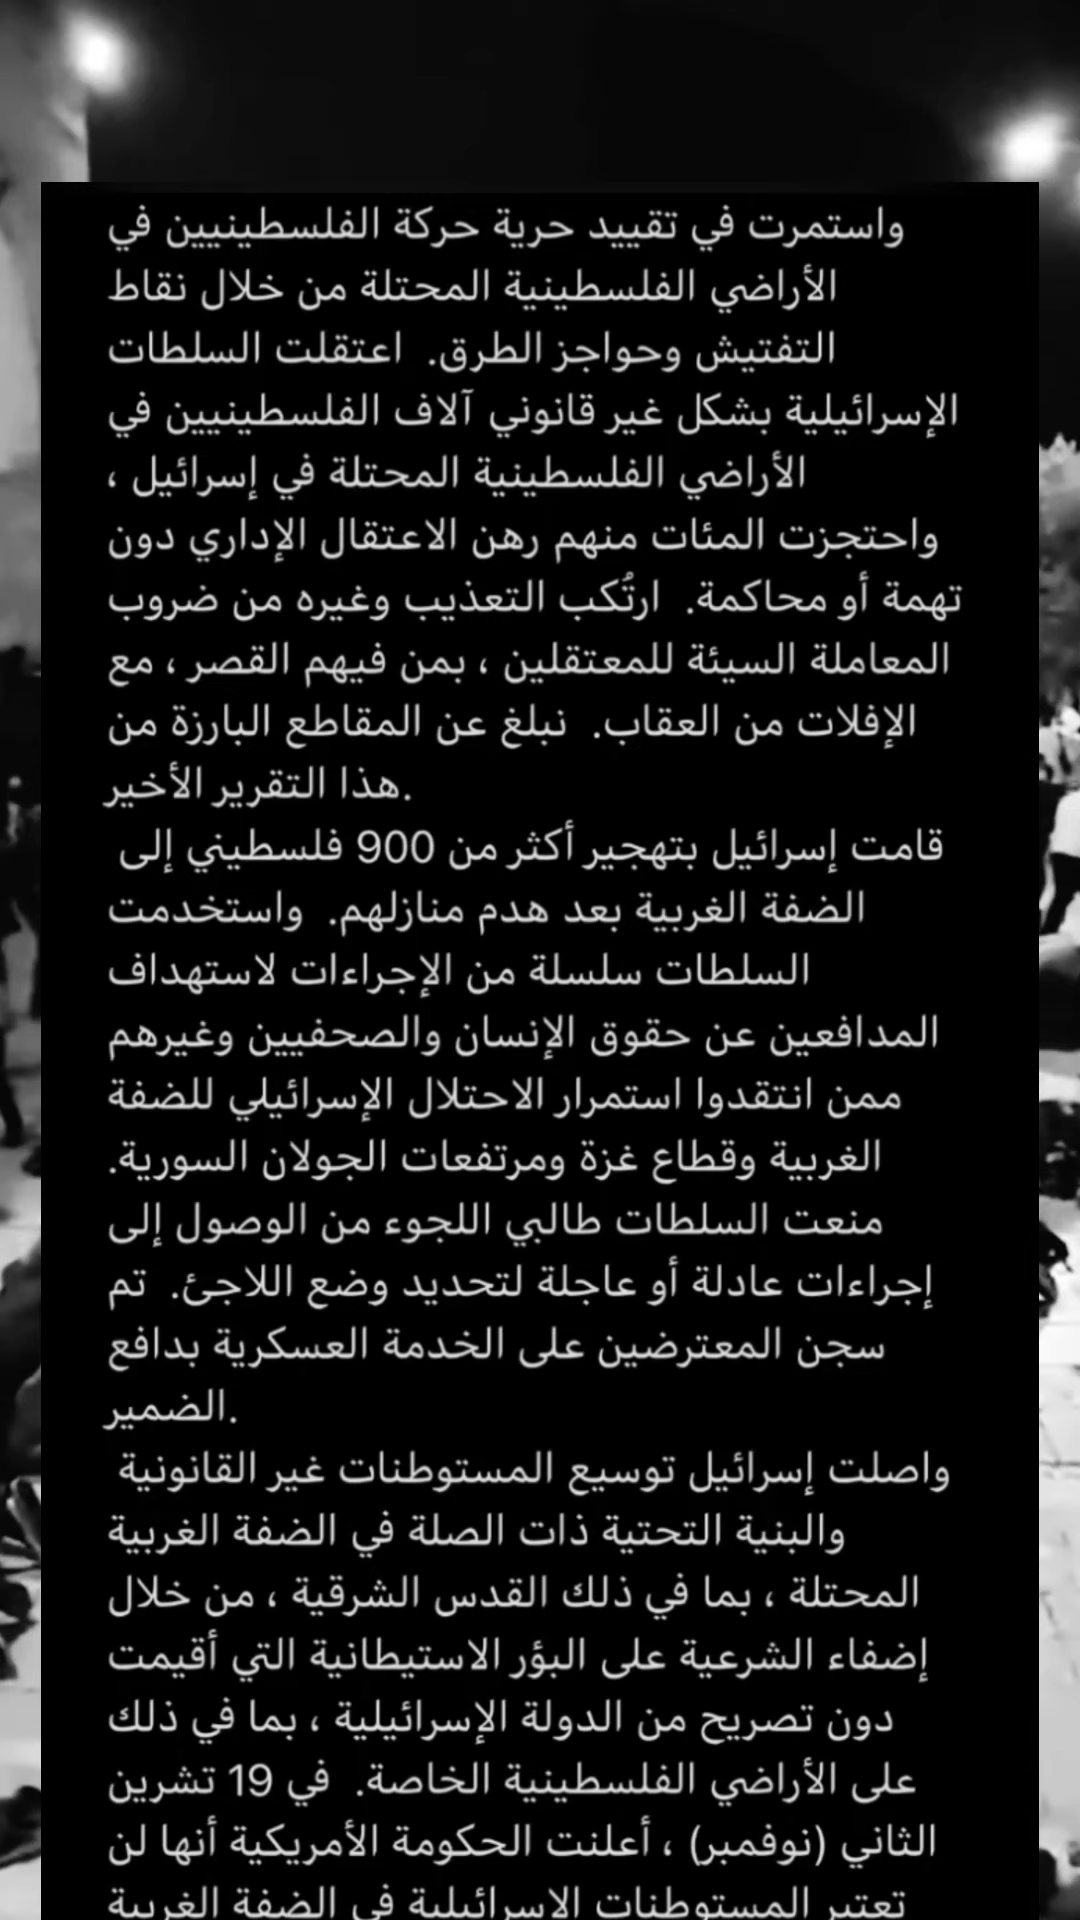 واستمرت في تقييد حرية حركة الفلسطينيين في
الأراضي الفلسطينية المحتلة من خلال نقاط
التفتيش وحواجز الطرق. اعتقلت السلطات
الإسرائيلية بشكل غير قانوني آلاف الفلسطينيين في
الأراضي الفلسطينية المحتلة في إسرائيل ،
واحتجزت المئات منهم رهن الاعتقال الإداري دون
تهمة أو محاكمة. ارتُكب التعذيب وغيره من ضروب
المعاملة السيئة للمعتقلين ، بمن فيهم القصر ، مع
الإفلات من العقاب. نبلغ عن المقاطع البارزة من
هذا التقرير الأخير.
قامت إسرائيل بتهجير أكثر من 900 فلسطيني إلى
الضفة الغربية بعد هدم منازلهم. واستخدمت
السلطات سلسلة من الإجراءات لاستهداف
المدافعين عن حقوق الإنسان والصحفيين وغيرهم
ممن انتقدوا استمرار الاحتلال الإسرائيلي للضفة
الغربية وقطاع غزة ومرتفعات الجولان السورية.
منعت السلطات طالبي اللجوء من الوصول إلى
إجراءات عادلة أو عاجلة لتحديد وضع اللاجئ. تم
سجن المعترضين على الخدمة العسكرية بدافع
الضمير.
واصلت إسرائيل توسيع المستوطنات غير القانونية
والبنية التحتية ذات الصلة في الضفة الغربية
المحتلة ، بما في ذلك القدس الشرقية ، من خلال
إضفاء الشرعية على البؤر الاستيطانية التي أقيمت
دون تصريح من الدولة الإسرائيلية ، بما في ذلك
على الأراضي الفلسطينية الخاصة. في 19 تشرين
الثاني (نوفمبر) ، أعلنت الحكومة الأمريكية أنها لن
تعتبر المستوطنات الإسرائيلية في الضفة الغربية